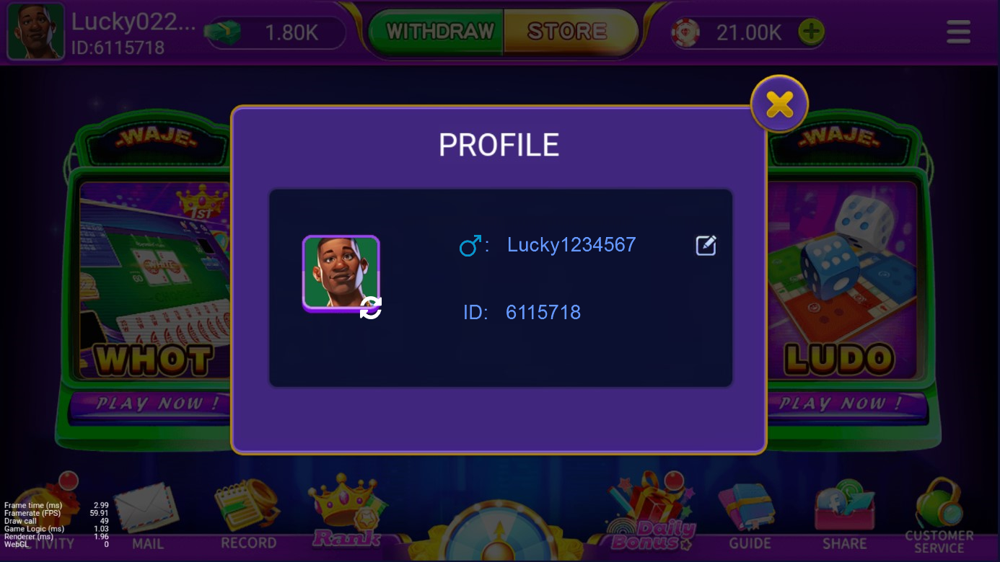 Lucky022...
ID:6115718
1.80K
WITHDRAW
STORE
21.00K
PROFILE
♂: Lucky1234567
ID: 6115718
-WAJE-
1ST
WHOT
PLAY NOW !
-WAJE-
LUDO
PLAY NOW !
Frame time (ms) 2.99
Framerate (FPS) 59.91
Draw call 49
Game Logic (ms) 1.03
Renderer (ms) 1.96
WebGL 0
MAIL
RECORD
Rank
Daily
Bonus
GUIDE
SHARE
CUSTOMER
SERVICE